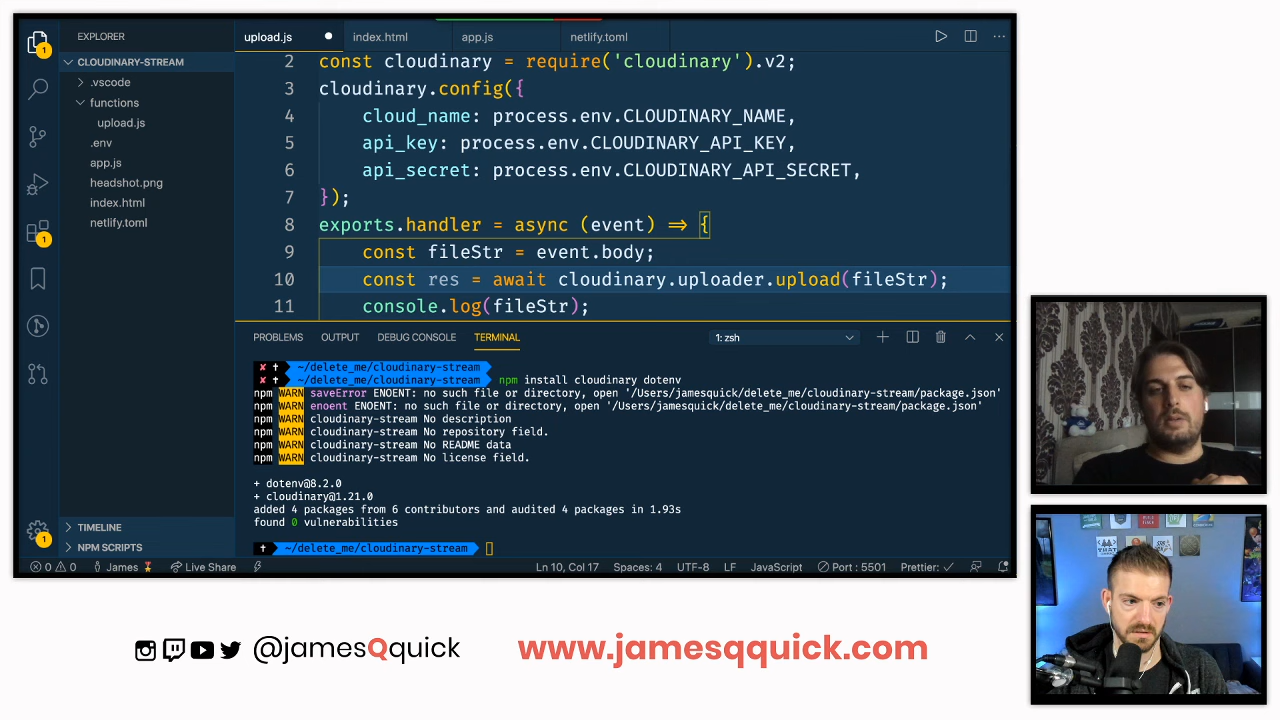 EXPLORER
CLOUDINARY-STREAM
.vscode
functions
upload.js
.env
app.js
headshot.png
index.html
netlify.toml
TIMELINE
NPM SCRIPTS
1
1
1
upload.js
index.html
app.js
netlify.toml
2 const cloudinary = require('cloudinary').v2;
3 cloudinary.config({
4 cloud_name: process.env.CLOUDINARY_NAME,
5 api_key: process.env.CLOUDINARY_API_KEY,
6 api_secret: process.env.CLOUDINARY_API_SECRET,
7 });
8 exports.handler = async (event) => {
9 const fileStr = event.body;
10 const res = await cloudinary.uploader.upload(fileStr);
11 console.log(fileStr);
PROBLEMS OUTPUT DEBUG CONSOLE TERMINAL 1: zsh
✘ ✝ ~/delete_me/cloudinary-stream
✘ ✝ ~/delete_me/cloudinary-stream npm install cloudinary dotenv
npm WARN saveError ENOENT: no such file or directory, open '/Users/jamesquick/delete_me/cloudinary-stream/package.json'
npm WARN enoent ENOENT: no such file or directory, open '/Users/jamesquick/delete_me/cloudinary-stream/package.json'
npm WARN cloudinary-stream No description
npm WARN cloudinary-stream No repository field.
npm WARN cloudinary-stream No README data
npm WARN cloudinary-stream No license field.
+ dotenv@8.2.0
+ cloudinary@1.21.0
added 4 packages from 6 contributors and audited 4 packages in 1.93s
found 0 vulnerabilities
✝ ~/delete_me/cloudinary-stream
0 0 James Live Share Ln 10, Col 17 Spaces: 4 UTF-8 LF JavaScript Port : 5501 Prettier: ✓
@jamesQquick
www.jamesqquick.com